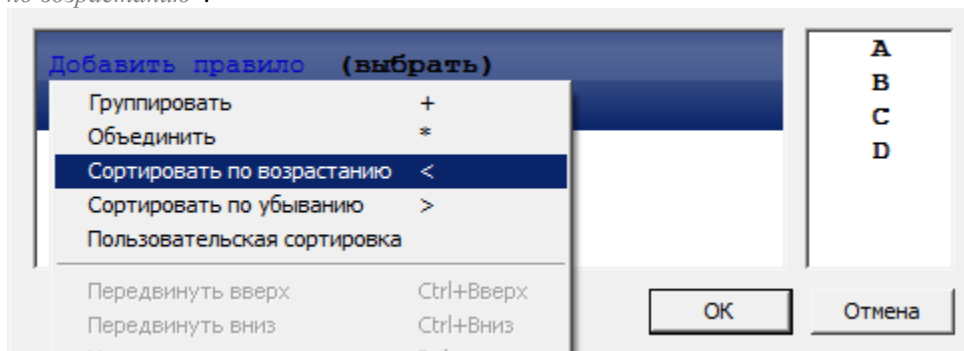 по возрастанию".
Добавить правило (выбрать)
A
B
C
D
Группировать +
Объединить *
Сортировать по возрастанию <
Сортировать по убыванию >
Пользовательская сортировка
Передвинуть вверх Ctrl+Вверх
Передвинуть вниз Ctrl+Вниз
OK
Отмена